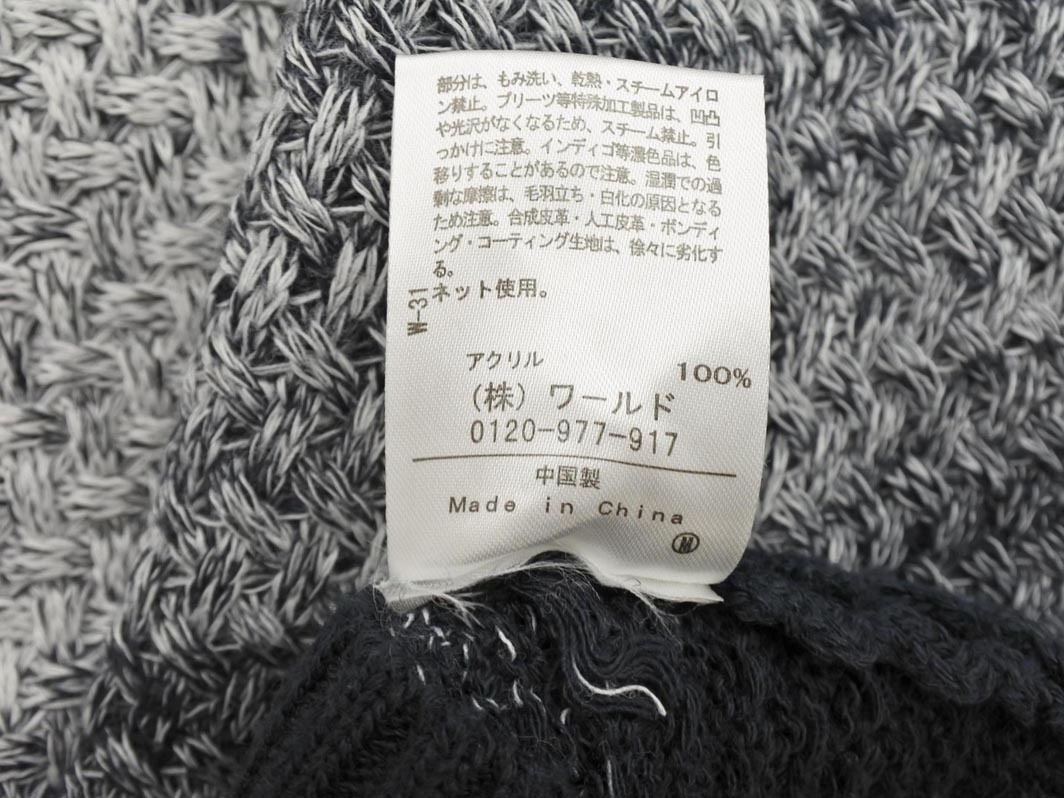 部分は、もみ洗い、乾熱・スチームアイロ
ン禁止。プリーツ等特殊加工製品は、凹凸
や光沢がなくなるため、スチーム禁止。引
っかけに注意。インディゴ等濃色品は、色
移りすることがあるので注意。湿潤での過
剰な摩擦は、毛羽立ち・白化の原因となる
ため注意。合成皮革・人工皮革・ボンディ
ング・コーティング生地は、徐々に劣化す
る。
ネット使用。
W-31
アクリル 100%
(株) ワールド
0120-977-917
中国製
Made in China
M